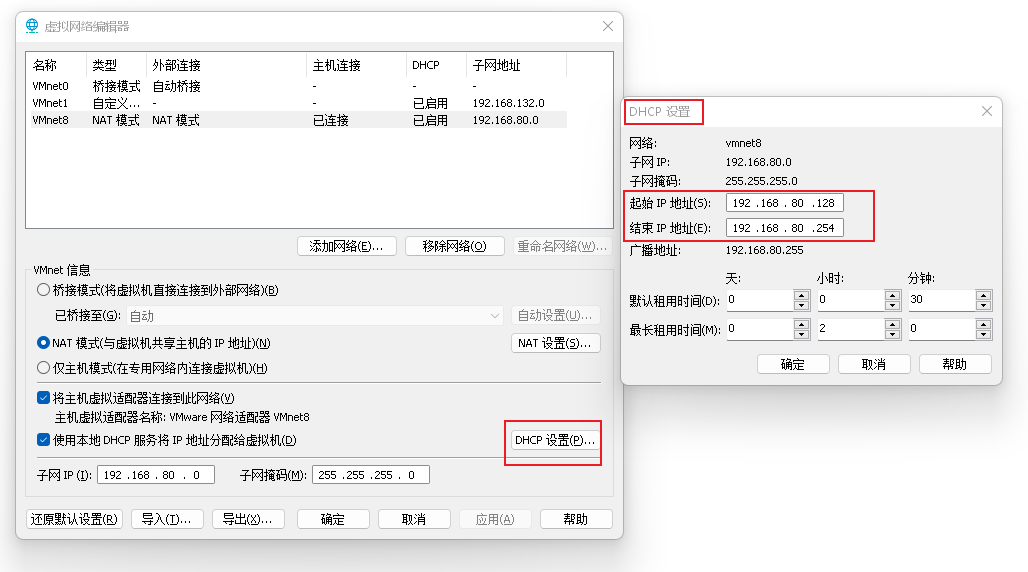 虚拟网络编辑器
名称 类型 外部连接 主机连接 DHCP 子网地址
VMnet0 桥接模式 自动桥接 - - -
VMnet1 自定义... - - 已启用 192.168.132.0
VMnet8 NAT 模式 NAT 模式 已连接 已启用 192.168.80.0
添加网络(E)... 移除网络(O) 重命名网络(W)...
VMnet 信息
桥接模式(将虚拟机直接连接到外部网络)(B)
已桥接至(G): 自动 自动设置(U)...
NAT 模式(与虚拟机共享主机的 IP 地址)(N) NAT 设置(S)...
仅主机模式(在专用网络内连接虚拟机)(H)
将主机虚拟适配器连接到此网络(V)
主机虚拟适配器名称: VMware 网络适配器 VMnet8
使用本地 DHCP 服务将 IP 地址分配给虚拟机(D) DHCP 设置(P)...
子网 IP (I): 192 .168 . 80 . 0 子网掩码(M): 255 .255 .255 . 0
还原默认设置(R) 导入(T)... 导出(X)... 确定 取消 应用(A) 帮助
DHCP 设置
网络: vmnet8
子网 IP: 192.168.80.0
子网掩码: 255.255.255.0
起始 IP 地址(S): 192 .168 . 80 .128
结束 IP 地址(E): 192 .168 . 80 .254
广播地址: 192.168.80.255
天: 小时: 分钟:
默认租用时间(D): 0 0 30
最长租用时间(M): 0 2 0
确定 取消 帮助